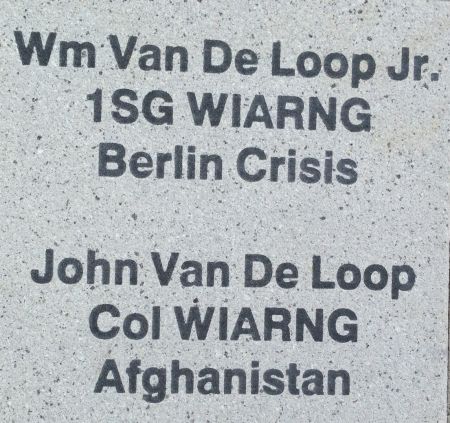 Wm Van De Loop Jr.
1SG WIARNG
Berlin Crisis
John Van De Loop
Col WIARNG
Afghanistan